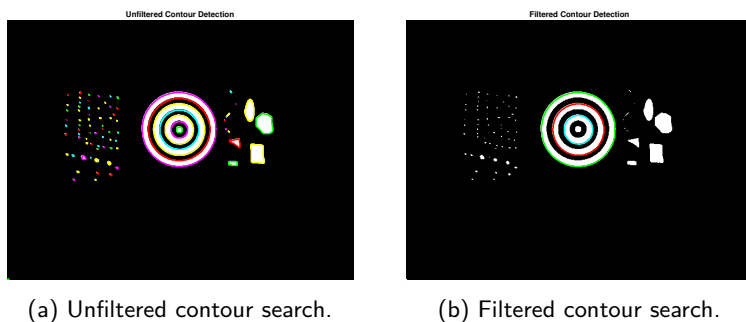 Unfiltered Contour Detection
Filtered Contour Detection
(a) Unfiltered contour search.
(b) Filtered contour search.